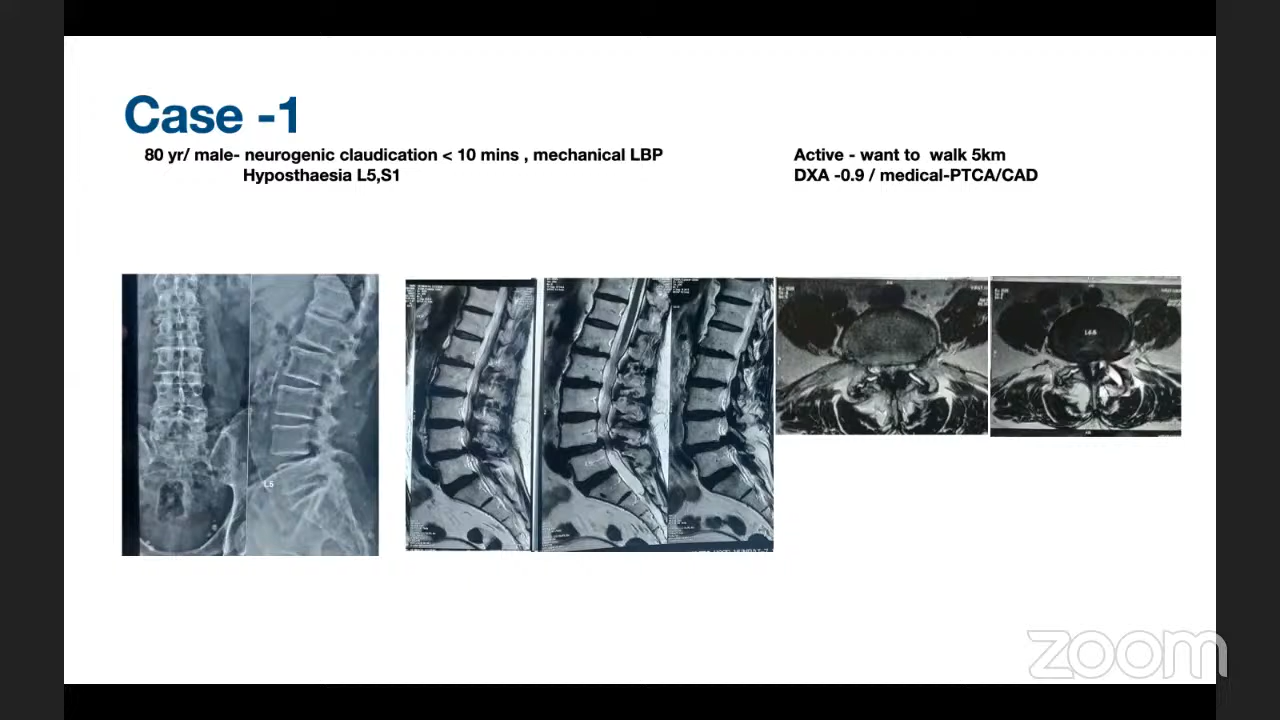 Case -1
80 yr/ male- neurogenic claudication < 10 mins , mechanical LBP
Hyposthaesia L5,S1
Active - want to walk 5km
DXA -0.9 / medical-PTCA/CAD
L5
zoom